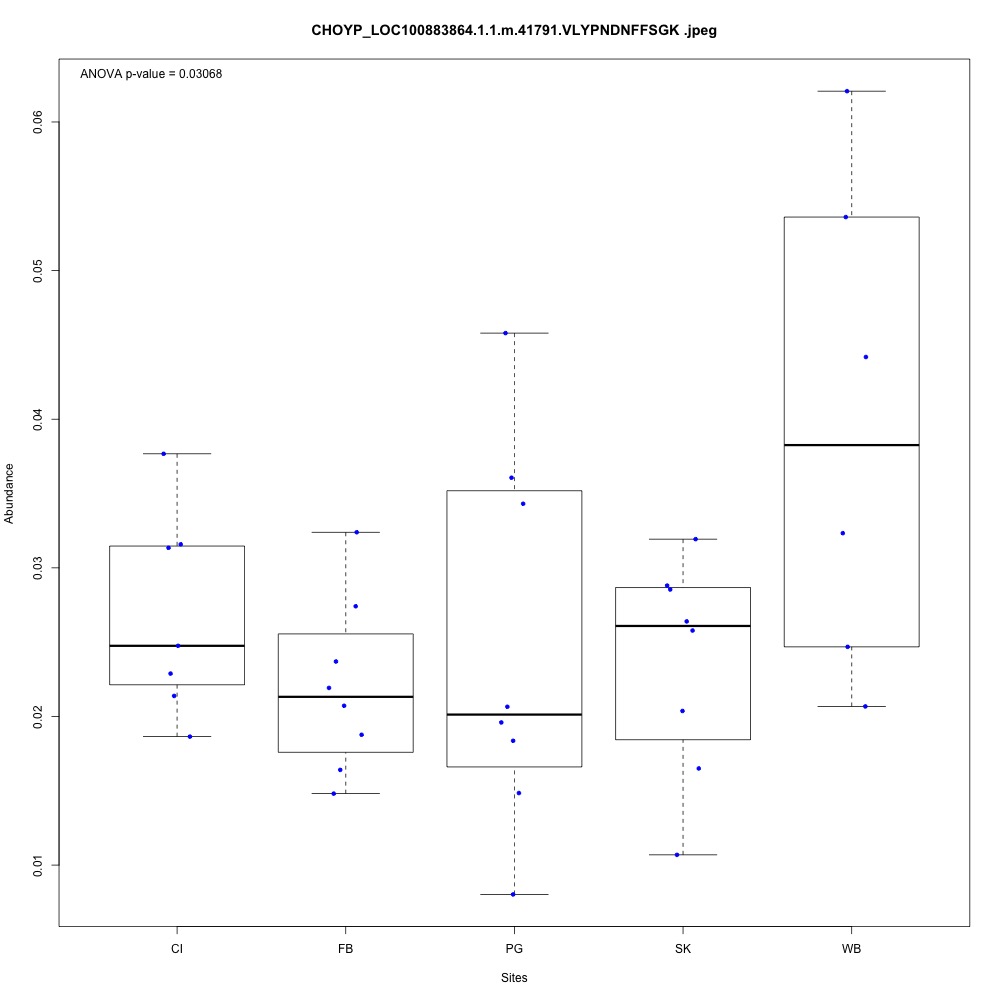 CHOYP_LOC100883864.1.1.m.41791.VLYPNDNFFSGK .jpeg
ANOVA p-value = 0.03068
0.06
0.05
0.04
0.03
0.02
0.01
Abundance
CI FB PG SK WB
Sites